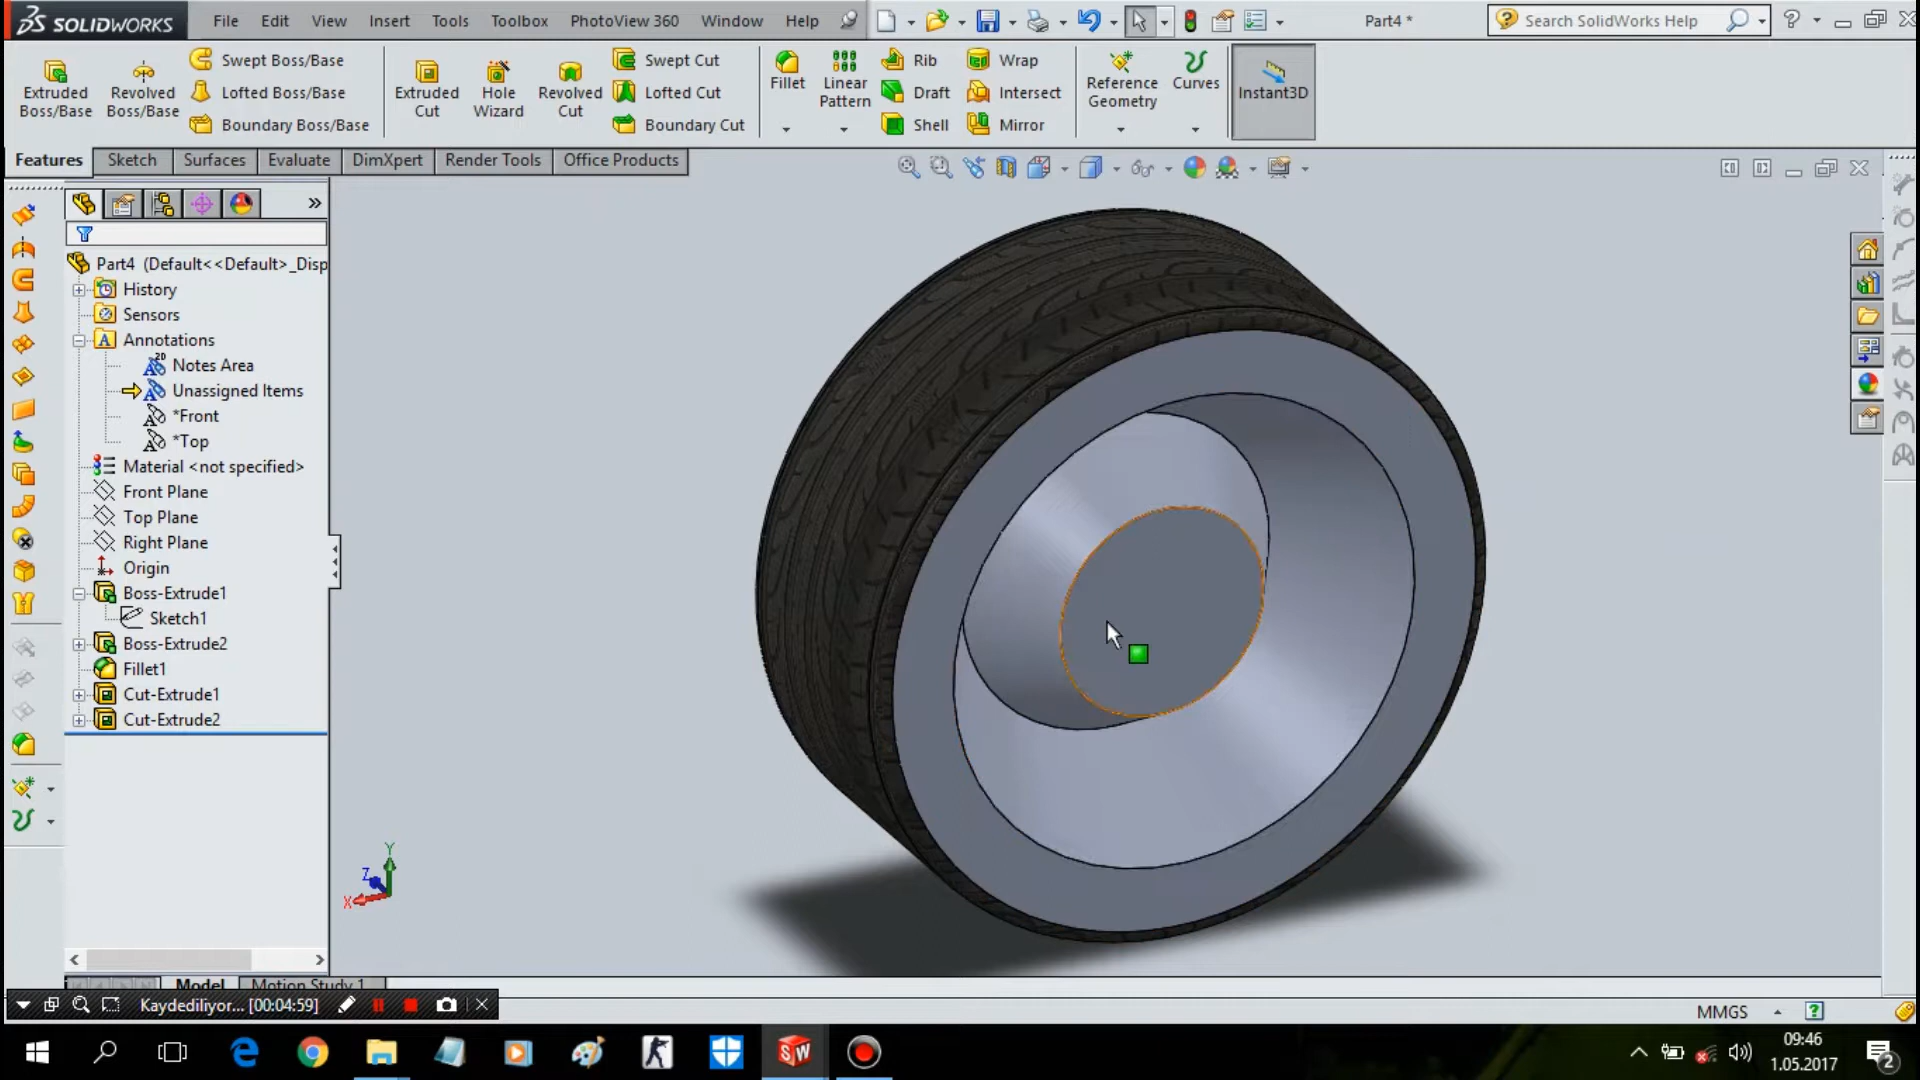 SOLIDWORKS File Edit View Insert Tools Toolbox PhotoView 360 Window Help Part4 * Search SolidWorks Help
Extruded Boss/Base
Revolved Boss/Base
Swept Boss/Base
Lofted Boss/Base
Boundary Boss/Base
Extruded Cut
Hole Wizard
Revolved Cut
Swept Cut
Lofted Cut
Boundary Cut
Fillet
Linear Pattern
Rib
Draft
Shell
Wrap
Intersect
Mirror
Reference Geometry
Curves
Instant3D
Features Sketch Surfaces Evaluate DimXpert Render Tools Office Products
Part4 (Default<<Default>_Disp
History
Sensors
Annotations
Notes Area
Unassigned Items
*Front
*Top
Material <not specified>
Front Plane
Top Plane
Right Plane
Origin
Boss-Extrude1
Sketch1
Boss-Extrude2
Fillet1
Cut-Extrude1
Cut-Extrude2
Y
Z
X
Model Motion Study 1
Kaydediliyor... [00:04:59]
MMGS
SW
09:46
1.05.2017
2